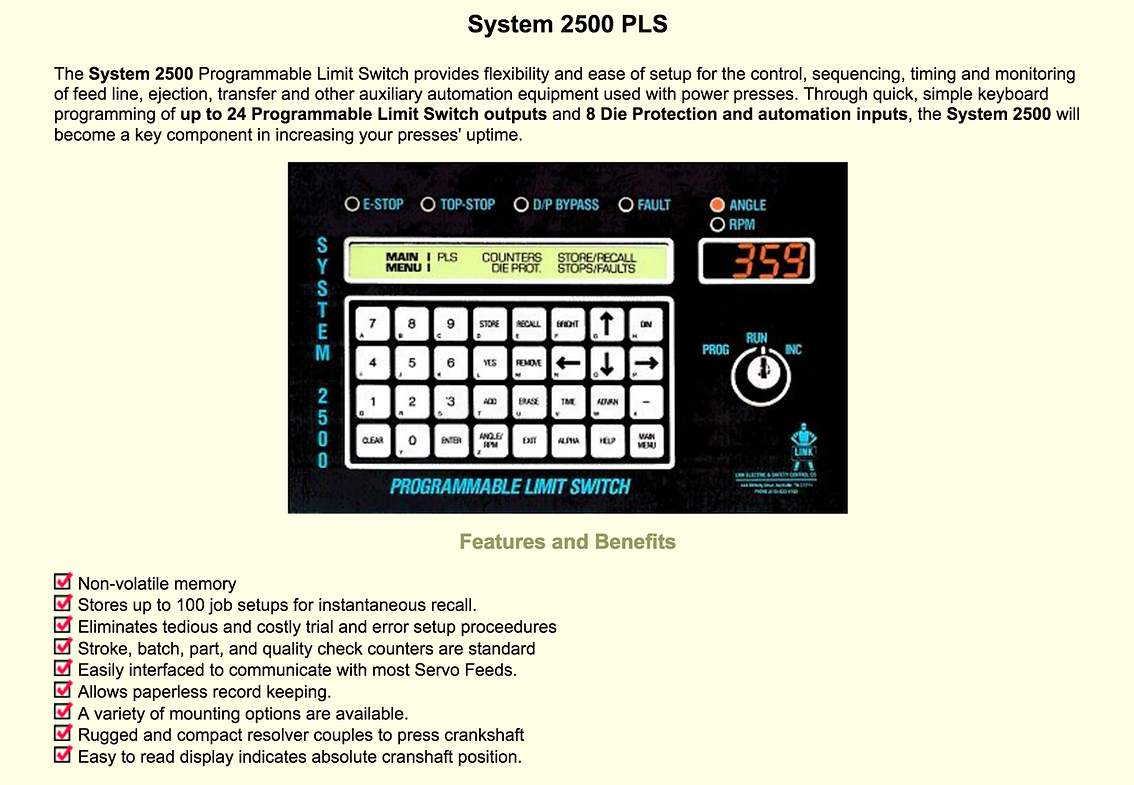 System 2500 PLS
The System 2500 Programmable Limit Switch provides flexibility and ease of setup for the control, sequencing, timing and monitoring
of feed line, ejection, transfer and other auxiliary automation equipment used with power presses. Through quick, simple keyboard
programming of up to 24 Programmable Limit Switch outputs and 8 Die Protection and automation inputs, the System 2500 will
become a key component in increasing your presses' uptime.
E-STOP TOP-STOP D/P BYPASS FAULT ANGLE
RPM
SYSTEM 2500
MAIN | PLS COUNTERS STORE/RECALL
MENU | DIE PROT. STOPS/FAULTS
359
7 8 9 STORE RECALL BRIGHT ↑ DIM
A B C D E F G H
4 5 6 YES REMOVE ← ↓ →
I J K L M N O P
1 2 3 ADD ERASE TIME ADVAN –
Q R S T U V W X
CLEAR 0 ENTER ANGLE/ EXIT ALPHA HELP MAIN
RPM MENU
Y Z
PROG RUN INC
LINK
LINK ELECTRIC & SAFETY CONTROL CO
PROGRAMMABLE LIMIT SWITCH
Features and Benefits
Non-volatile memory
Stores up to 100 job setups for instantaneous recall.
Eliminates tedious and costly trial and error setup proceedures
Stroke, batch, part, and quality check counters are standard
Easily interfaced to communicate with most Servo Feeds.
Allows paperless record keeping.
A variety of mounting options are available.
Rugged and compact resolver couples to press crankshaft
Easy to read display indicates absolute cranshaft position.